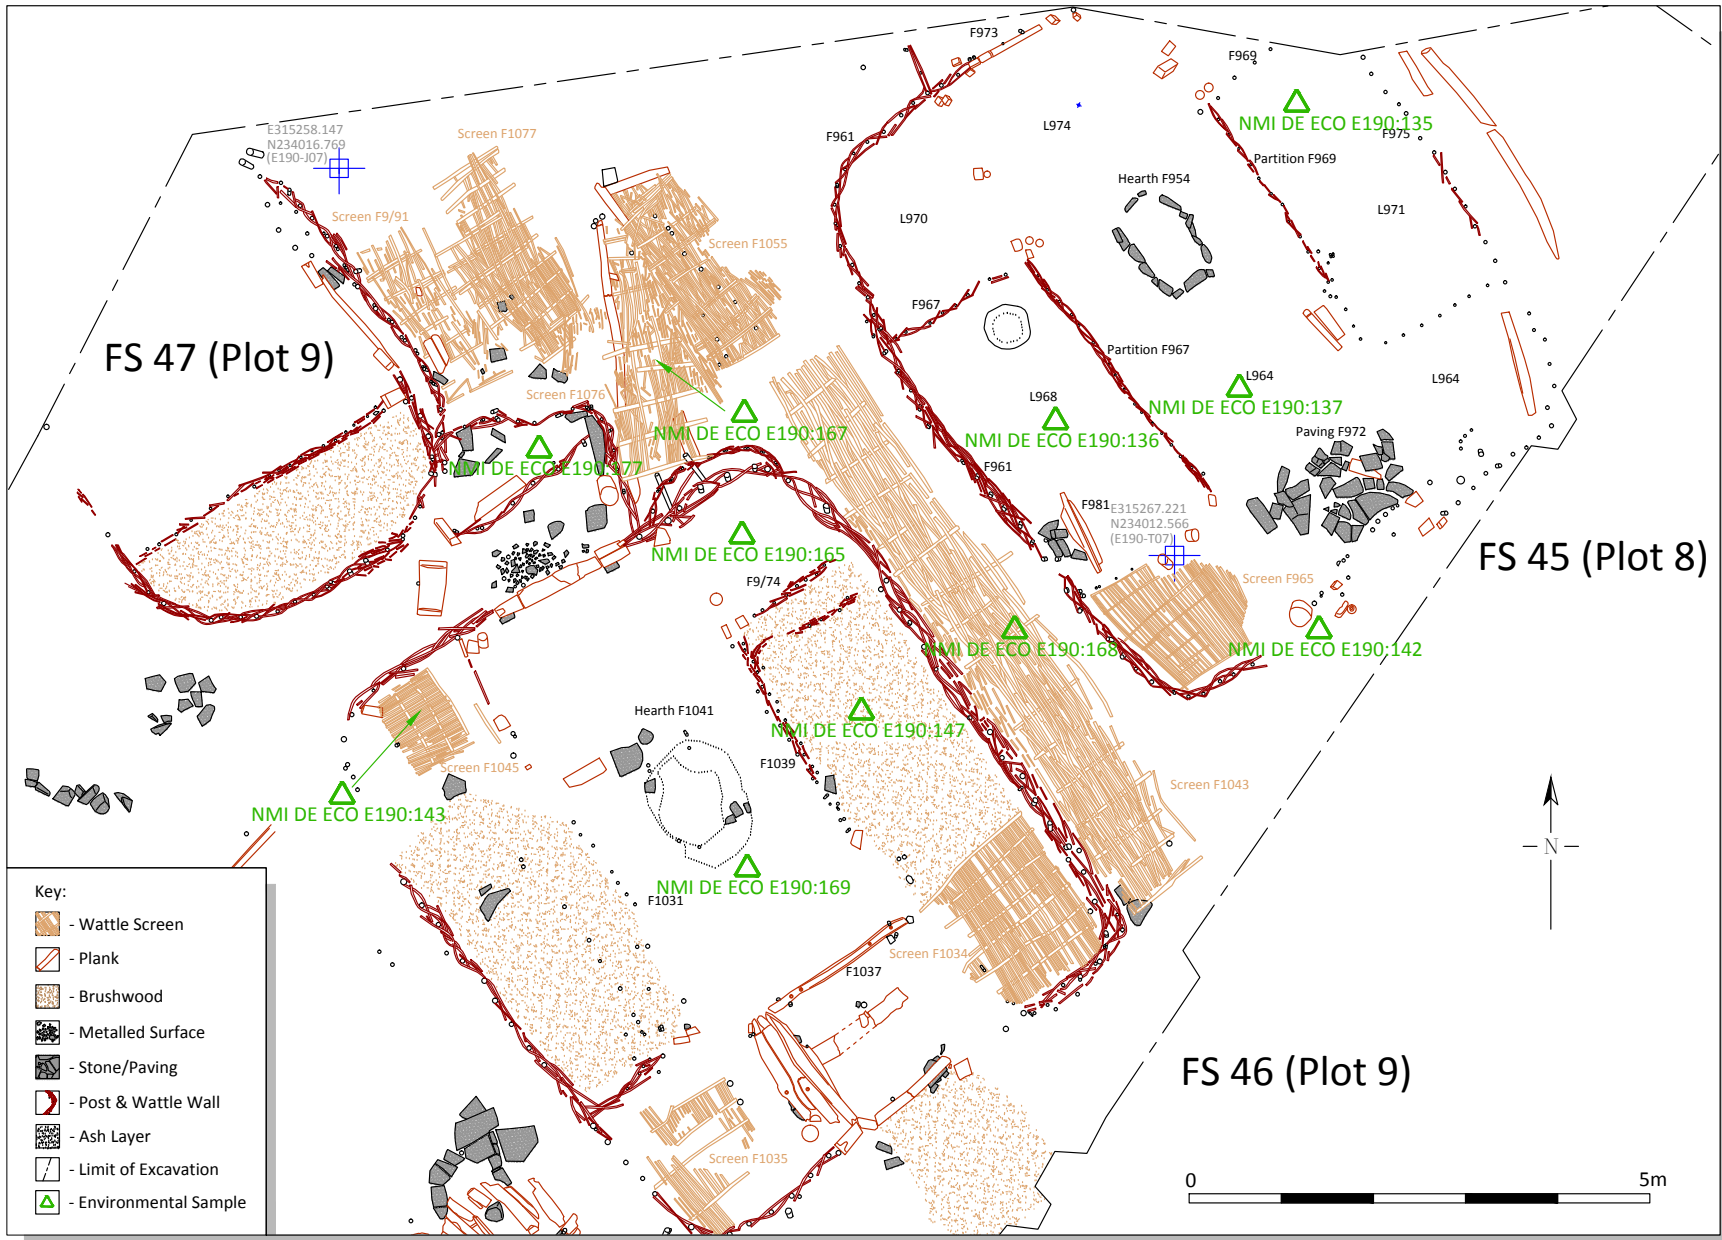 F973
F969
E315258.147
N234016.769
(E190-J07)
Screen F1077
F961
L974
NMI DE ECO E190:135
F975
Partition F969
Hearth F954
Screen F9/91
L970
L971
Screen F1055
F967
FS 47 (Plot 9)
Partition F967
L964
L964
Screen F1076
L968
NMI DE ECO E190:137
NMI DE ECO E190:167
NMI DE ECO E190:136
Paving F972
NMI DE ECO E190:177
F961
F981
E315267.221
N234012.566
(E190-T07)
NMI DE ECO E190:165
FS 45 (Plot 8)
F9/74
Screen F965
NMI DE ECO E190:168
NMI DE ECO E190:142
Hearth F1041
NMI DE ECO E190:147
F1039
Screen F1045
Screen F1043
NMI DE ECO E190:143
N
NMI DE ECO E190:169
F1031
Screen F1034
F1037
FS 46 (Plot 9)
Screen F1035
Key:
- Wattle Screen
- Plank
- Brushwood
- Metalled Surface
- Stone/Paving
- Post & Wattle Wall
- Ash Layer
- Limit of Excavation
- Environmental Sample
0
5m